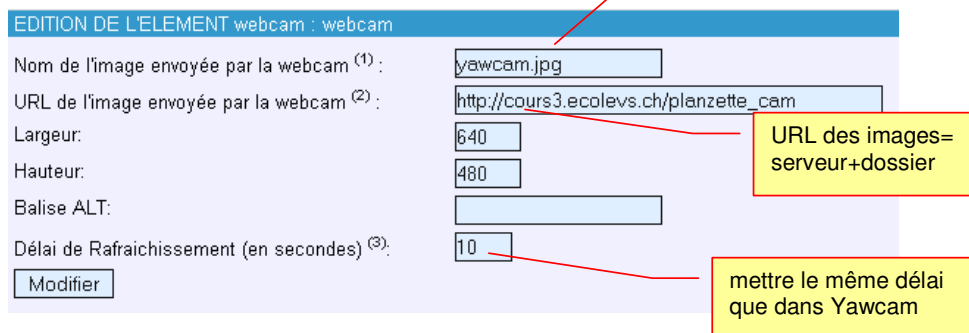 EDITION DE L'ELEMENT webcam : webcam
Nom de l'image envoyée par la webcam (1) : yawcam.jpg
URL de l'image envoyée par la webcam (2) : http://cours3.ecolevs.ch/planzette_cam
Largeur: 640
URL des images=
serveur+dossier
Hauteur: 480
Balise ALT:
Délai de Rafraichissement (en secondes) (3): 10
Modifier
mettre le même délai
que dans Yawcam